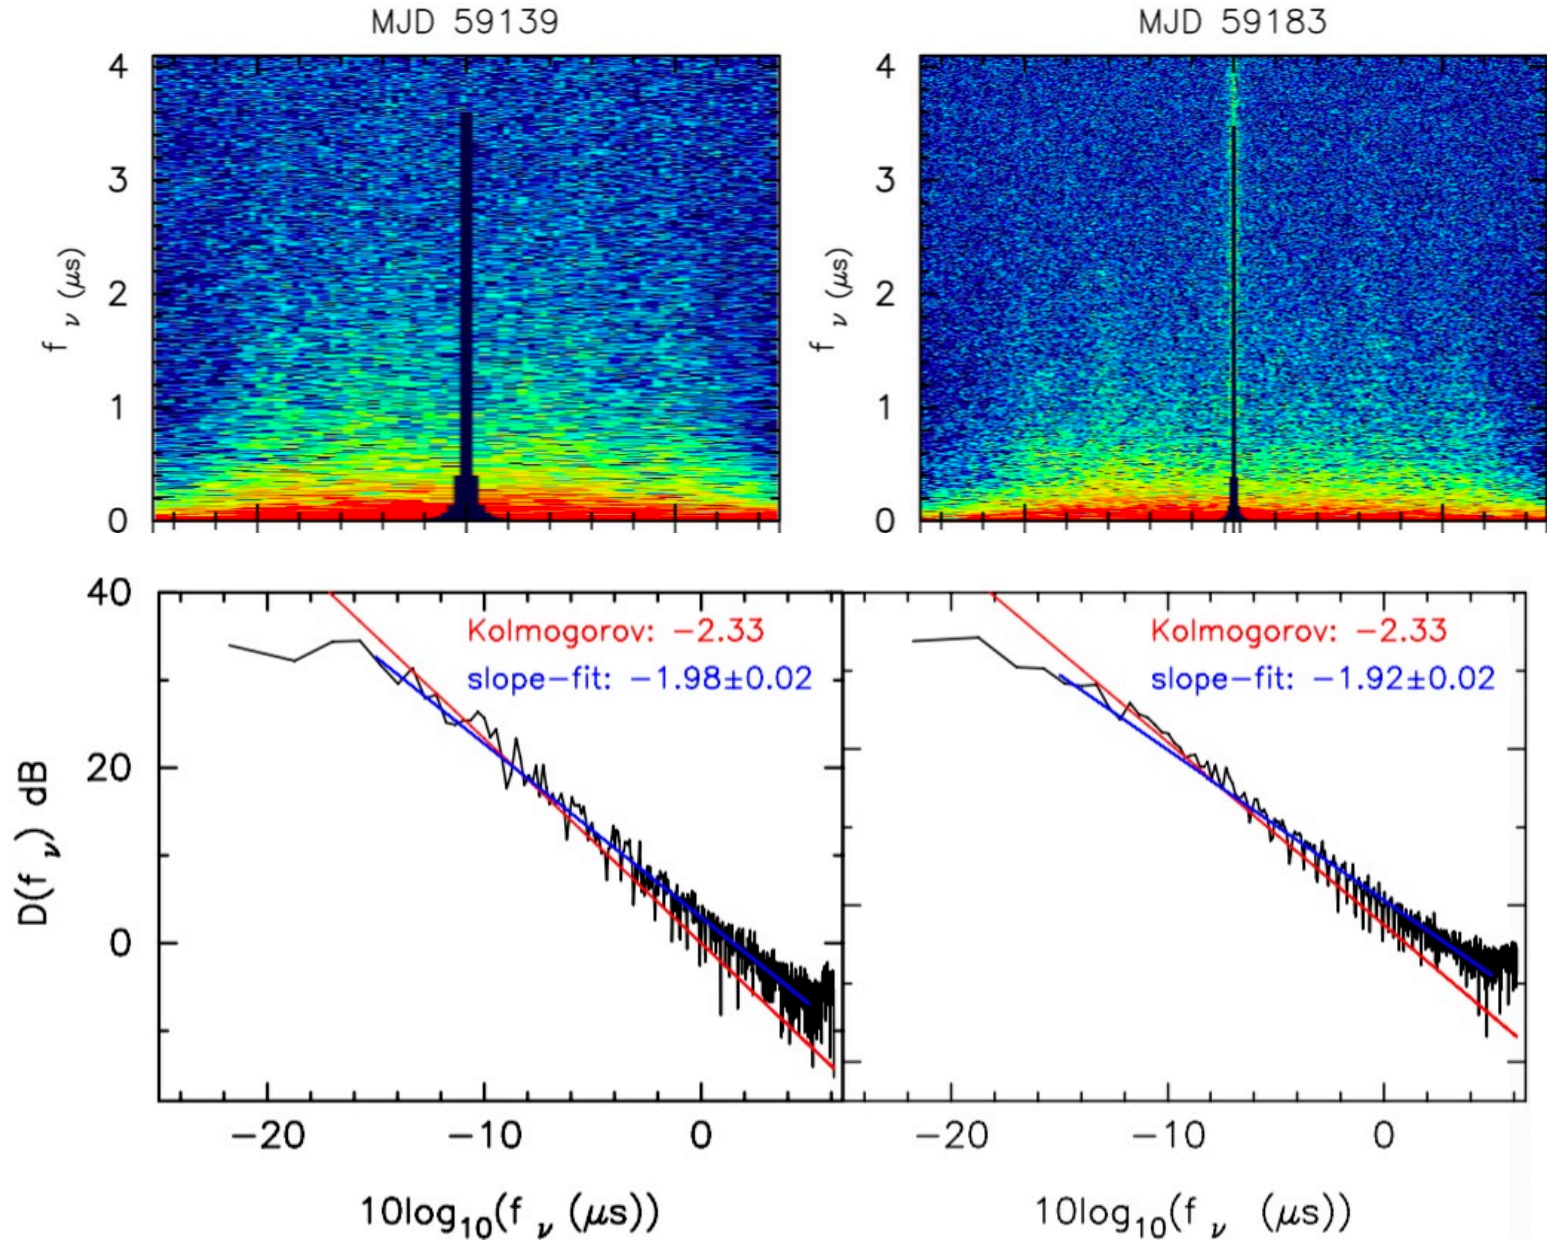 MJD 59139
MJD 59183
4
3
2
1
0
f ν (μs)
4
3
2
1
0
f ν (μs)
40
20
0
D(f ν) dB
Kolmogorov: −2.33
slope−fit: −1.98±0.02
Kolmogorov: −2.33
slope−fit: −1.92±0.02
−20 −10 0
−20 −10 0
10log10(f ν (μs))
10log10(f ν (μs))